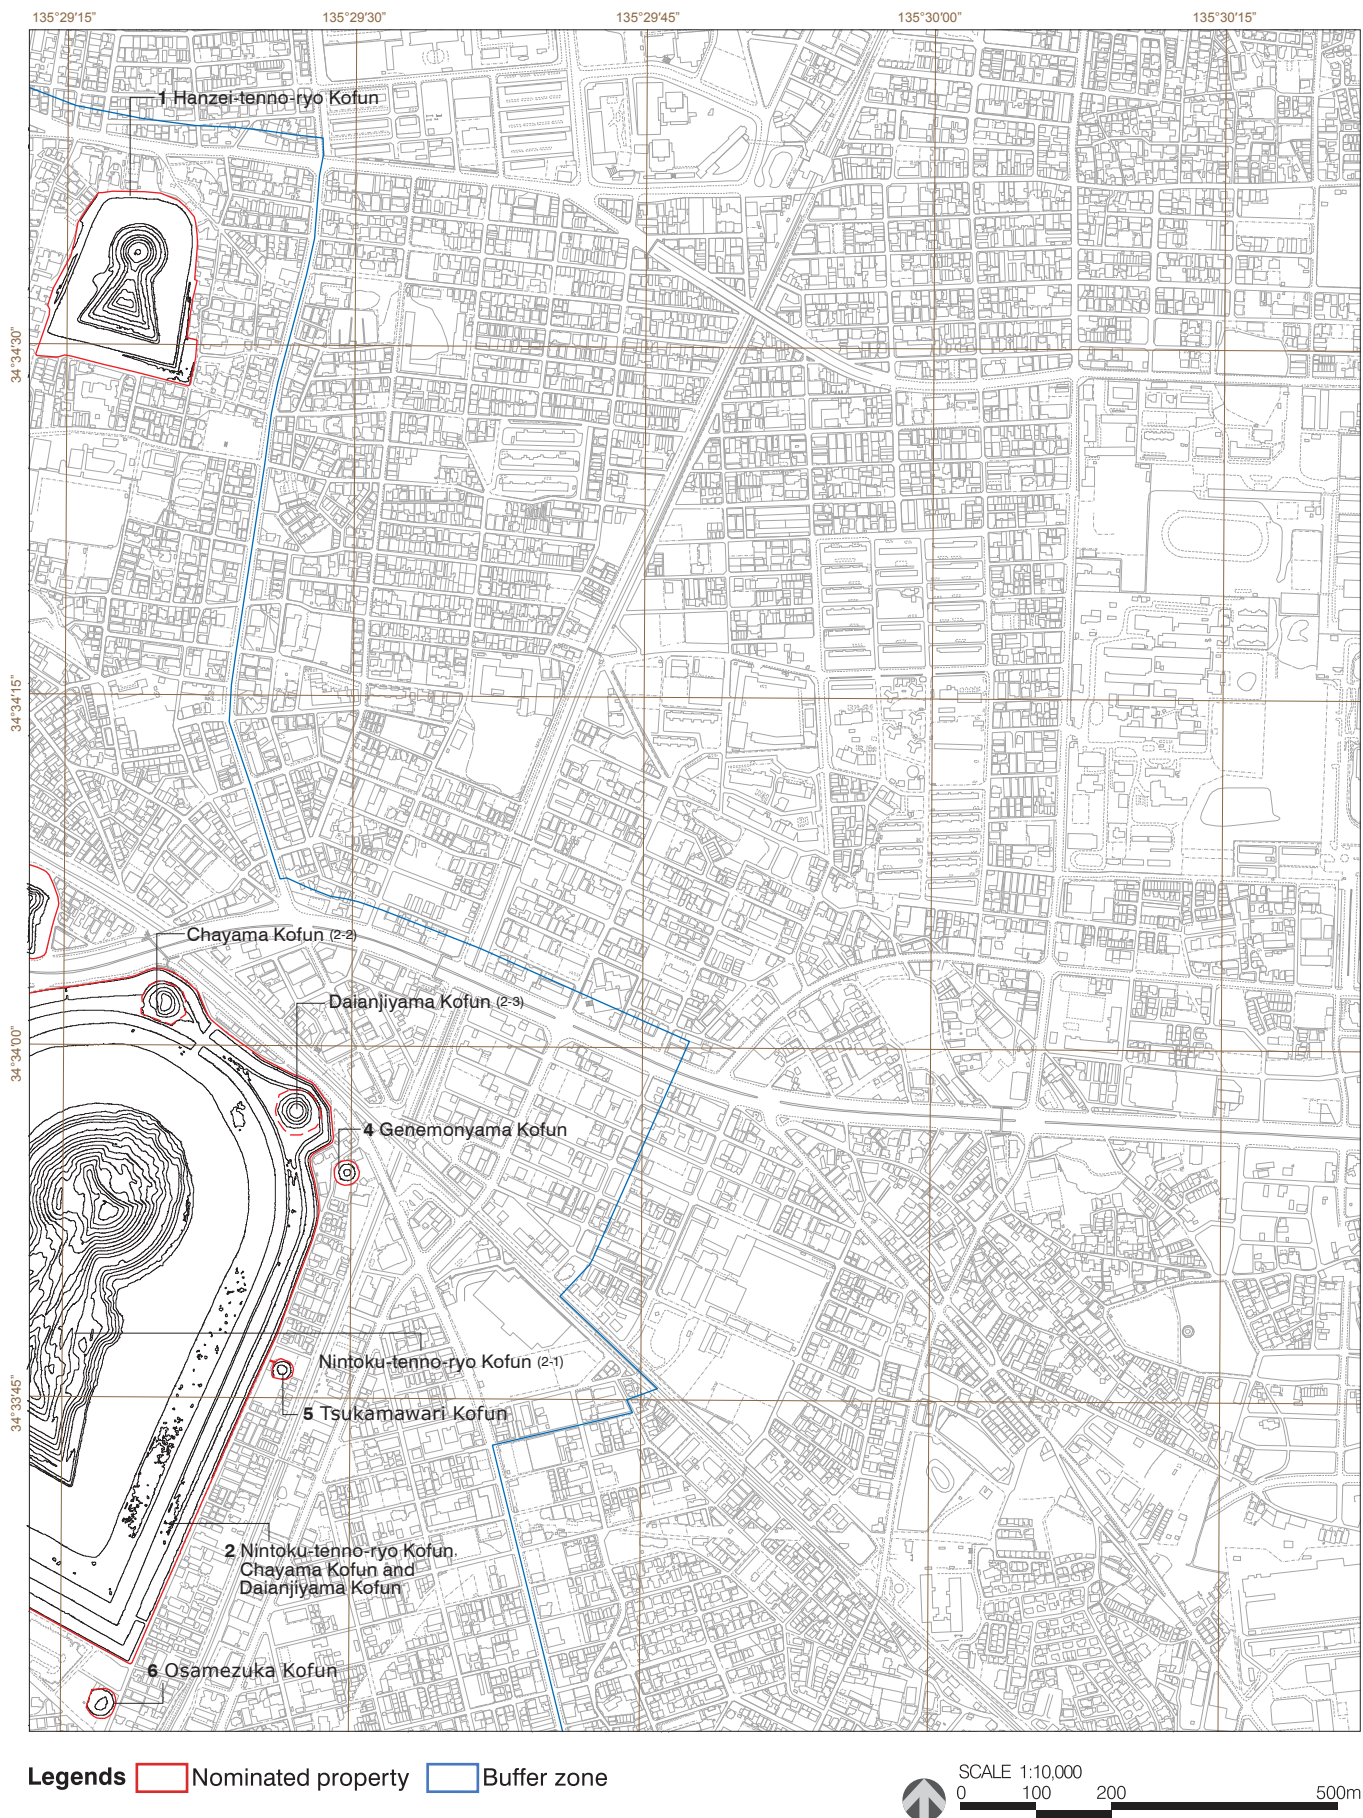 135°29'15" 135°29'30" 135°29'45" 135°30'00" 135°30'15"
1 Hanzei-tenno-ryo Kofun
34°34'30"
34°34'15"
Chayama Kofun (2-2)
Daianjiyama Kofun (2-3)
34°34'00"
4 Genemonyama Kofun
Nintoku-tenno-ryo Kofun (2-1)
34°33'45"
5 Tsukamawari Kofun
2 Nintoku-tenno-ryo Kofun,
Chayama Kofun and
Daianjiyama Kofun
6 Osamezuka Kofun
Legends Nominated property Buffer zone
SCALE 1:10,000
0 100 200 500m